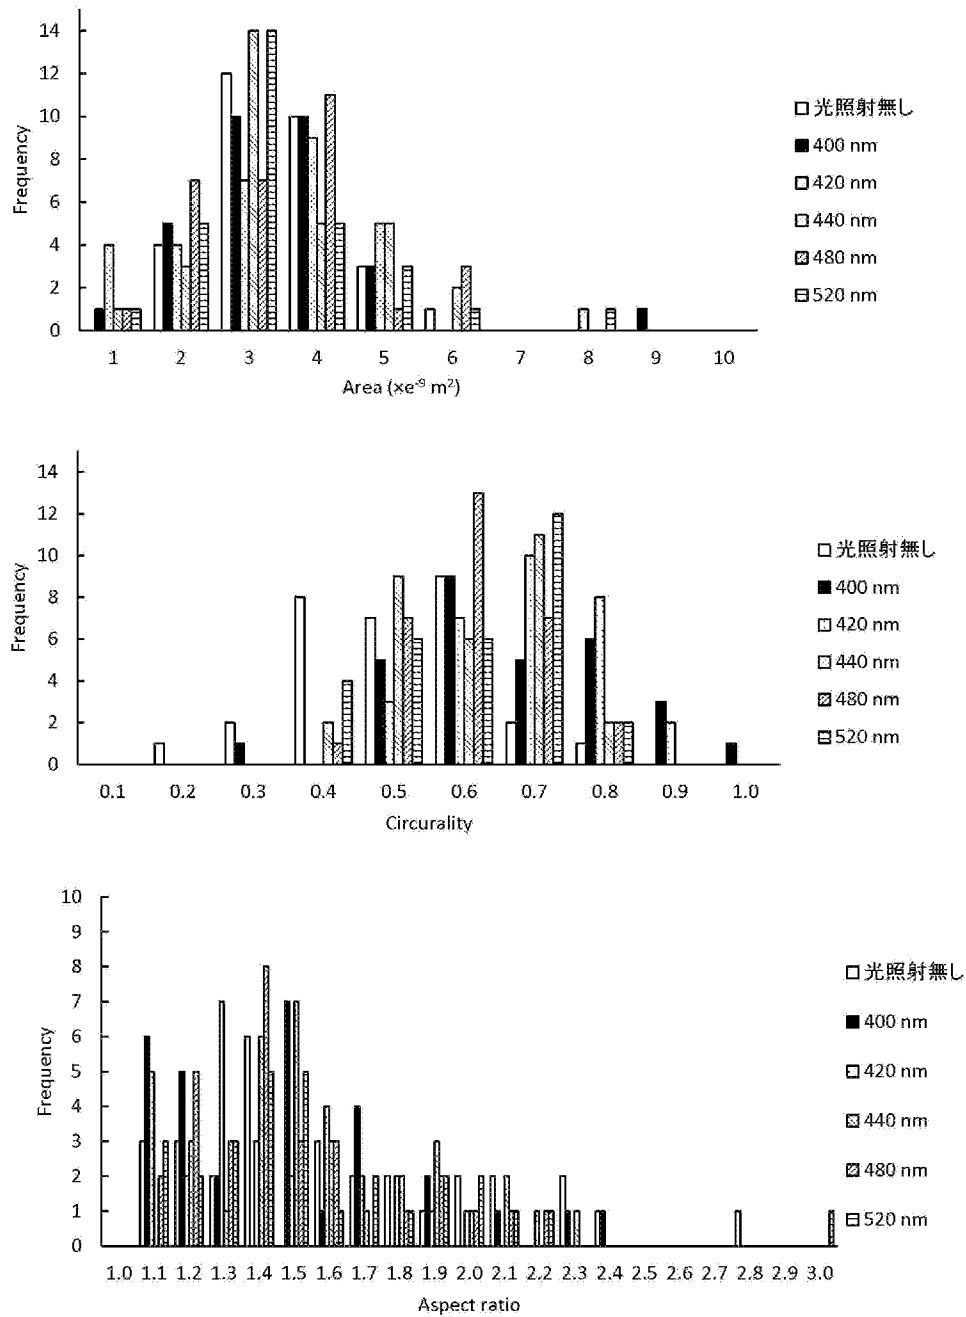 14
12
10
8
6
4
2
0
Frequency
1 2 3 4 5 6 7 8 9 10
Area (×e⁻⁹ m²)
光照射無し
400 nm
420 nm
440 nm
480 nm
520 nm
14
12
10
8
6
4
2
0
Frequency
0.1 0.2 0.3 0.4 0.5 0.6 0.7 0.8 0.9 1.0
Circurality
光照射無し
400 nm
420 nm
440 nm
480 nm
520 nm
10
9
8
7
6
5
4
3
2
1
0
Frequency
1.0 1.1 1.2 1.3 1.4 1.5 1.6 1.7 1.8 1.9 2.0 2.1 2.2 2.3 2.4 2.5 2.6 2.7 2.8 2.9 3.0
Aspect ratio
光照射無し
400 nm
420 nm
440 nm
480 nm
520 nm